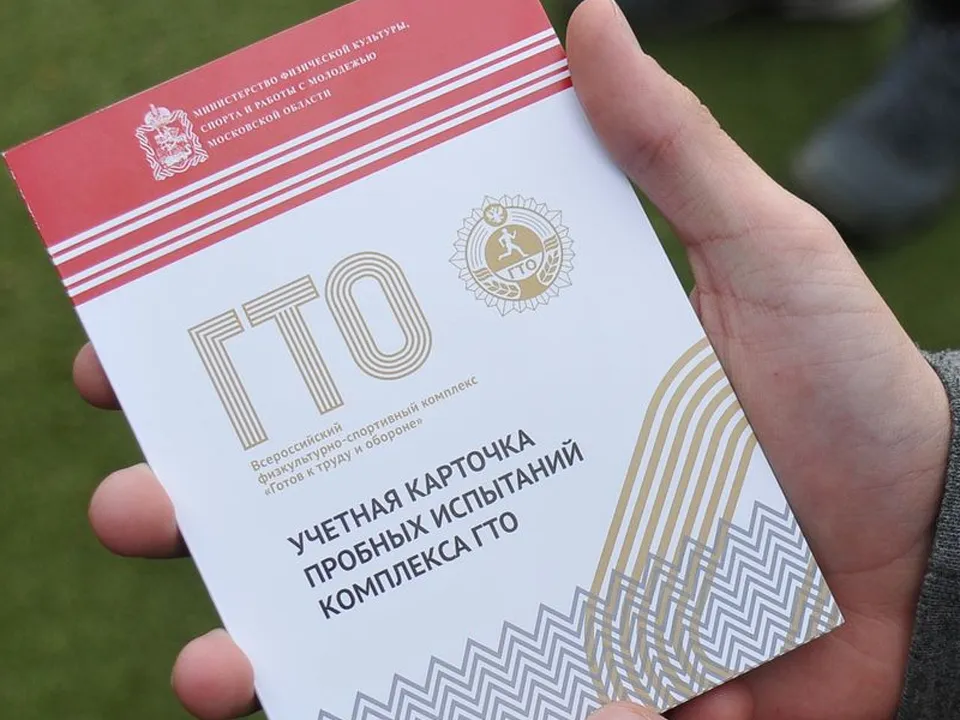 МИНИСТЕРСТВО ФИЗИЧЕСКОЙ КУЛЬТУРЫ,
СПОРТА И РАБОТЫ С МОЛОДЕЖЬЮ
МОСКОВСКОЙ ОБЛАСТИ
ГТО
ГТО
Всероссийский
физкультурно-спортивный комплекс
«Готов к труду и обороне»
УЧЕТНАЯ КАРТОЧКА
ПРОБНЫХ ИСПЫТАНИЙ
КОМПЛЕКСА ГТО